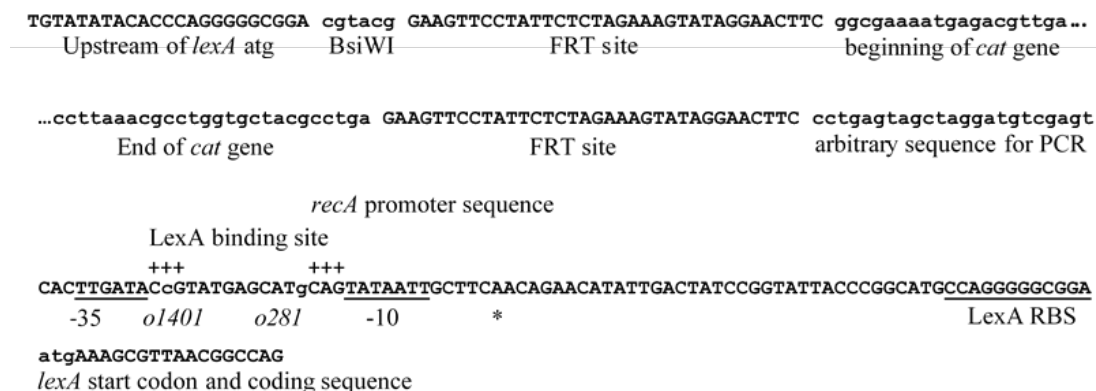 TGTATATACACCCAGGGGGCGGA cgtacg GAAGTTCCTATTCTCTAGAAAGTATAGGAACTTC ggcgaaaatgagacgttga…
Upstream of lexA atg BsiWI FRT site beginning of cat gene
…ccttaaacgcctggtgctacgcctga GAAGTTCCTATTCTCTAGAAAGTATAGGAACTTC cctgagtagctaggatgtcgagt
End of cat gene FRT site arbitrary sequence for PCR
recA promoter sequence
LexA binding site
+++ +++
CACTTGATACcGTATGAGCATgCAGTATAATTGCTTCAACAGAACATATTGACTATCCGGTATTACCCGGCATGCCAGGGGGCGGA
-35 o1401 o281 -10 * LexA RBS
atgAAAGCGTTAACGGCCAG
lexA start codon and coding sequence